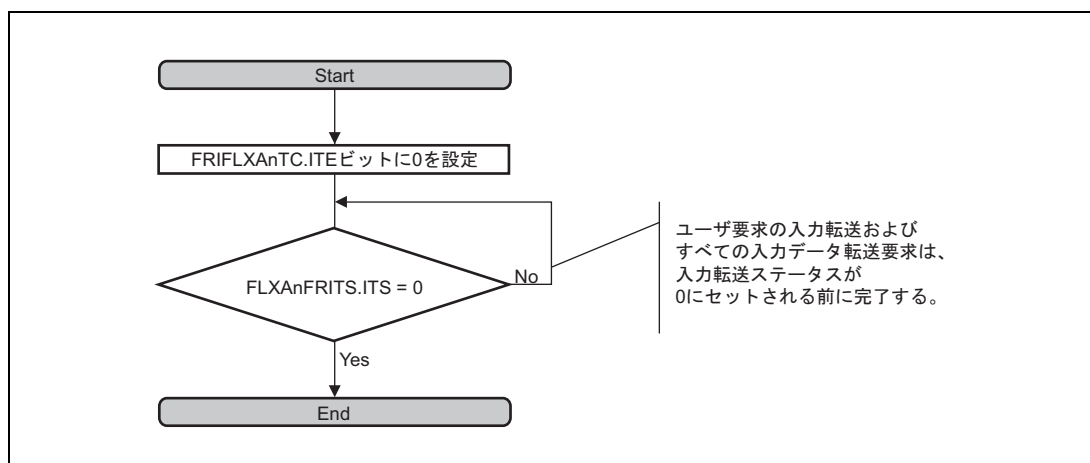 Start
FRIFLXAnTC.ITEビットに0を設定
FLXAnFRITS.ITS = 0
No
Yes
End
ユーザ要求の入力転送および
すべての入力データ転送要求は、
入力転送ステータスが
0にセットされる前に完了する。